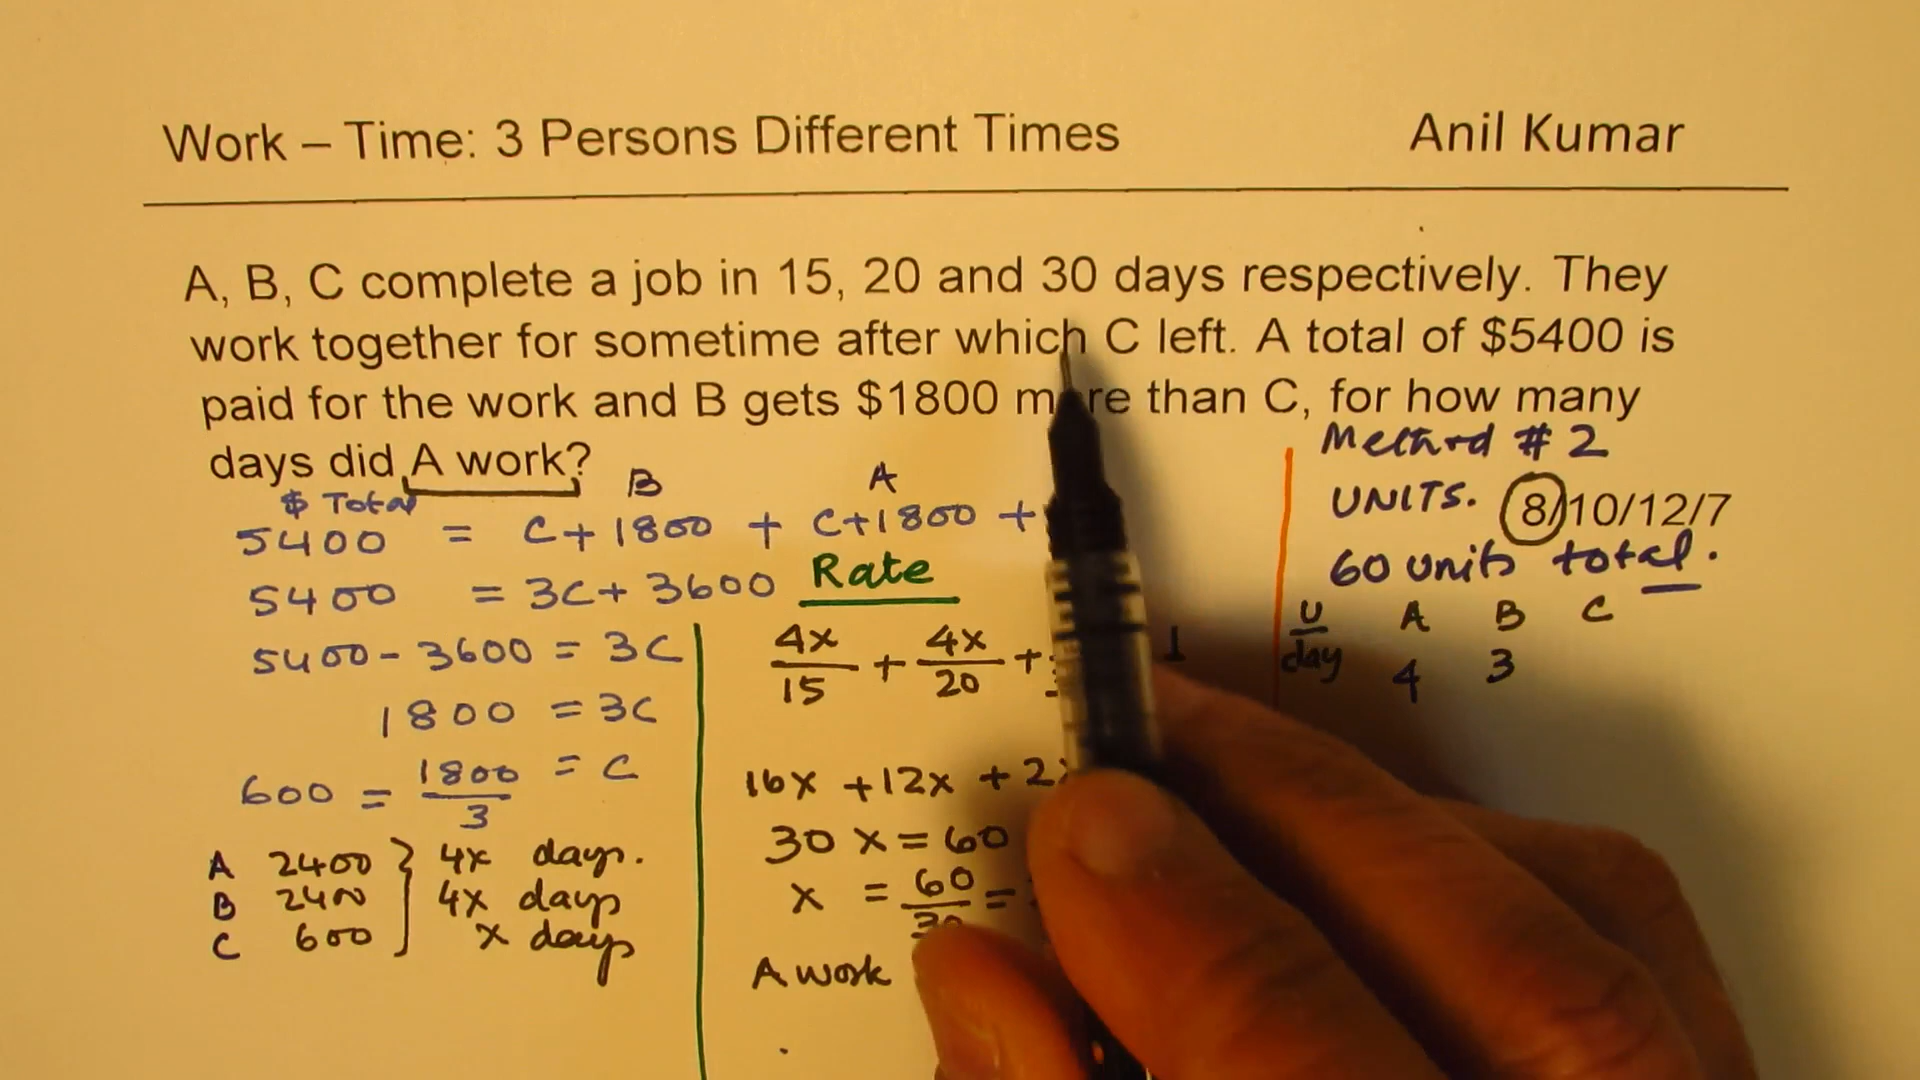 Work – Time: 3 Persons Different Times Anil Kumar
A, B, C complete a job in 15, 20 and 30 days respectively. They
work together for sometime after which C left. A total of $5400 is
paid for the work and B gets $1800 more than C, for how many
days did A work?
$ Total B A
5400 = C+1800 + C+1800 +
5400 = 3C+3600
5400-3600 = 3C
1800 = 3C
600 = 1800/3 = C
A 2400 } 4x days.
B 2400 4x days
C 600 x days
Rate
4x/15 + 4x/20 + 1
16x +12x +2x
30x = 60
x = 60/30 =
A work
Method #2
UNITS. 8/10/12/7
60 units total.
U/day A B C
4 3